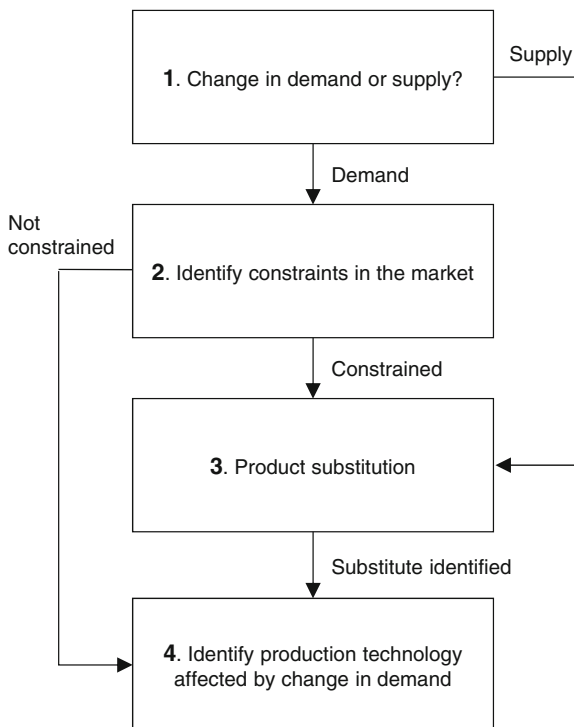 1. Change in demand or supply?
Supply
Demand
Not
constrained
2. Identify constraints in the market
Constrained
3. Product substitution
Substitute identified
4. Identify production technology
affected by change in demand